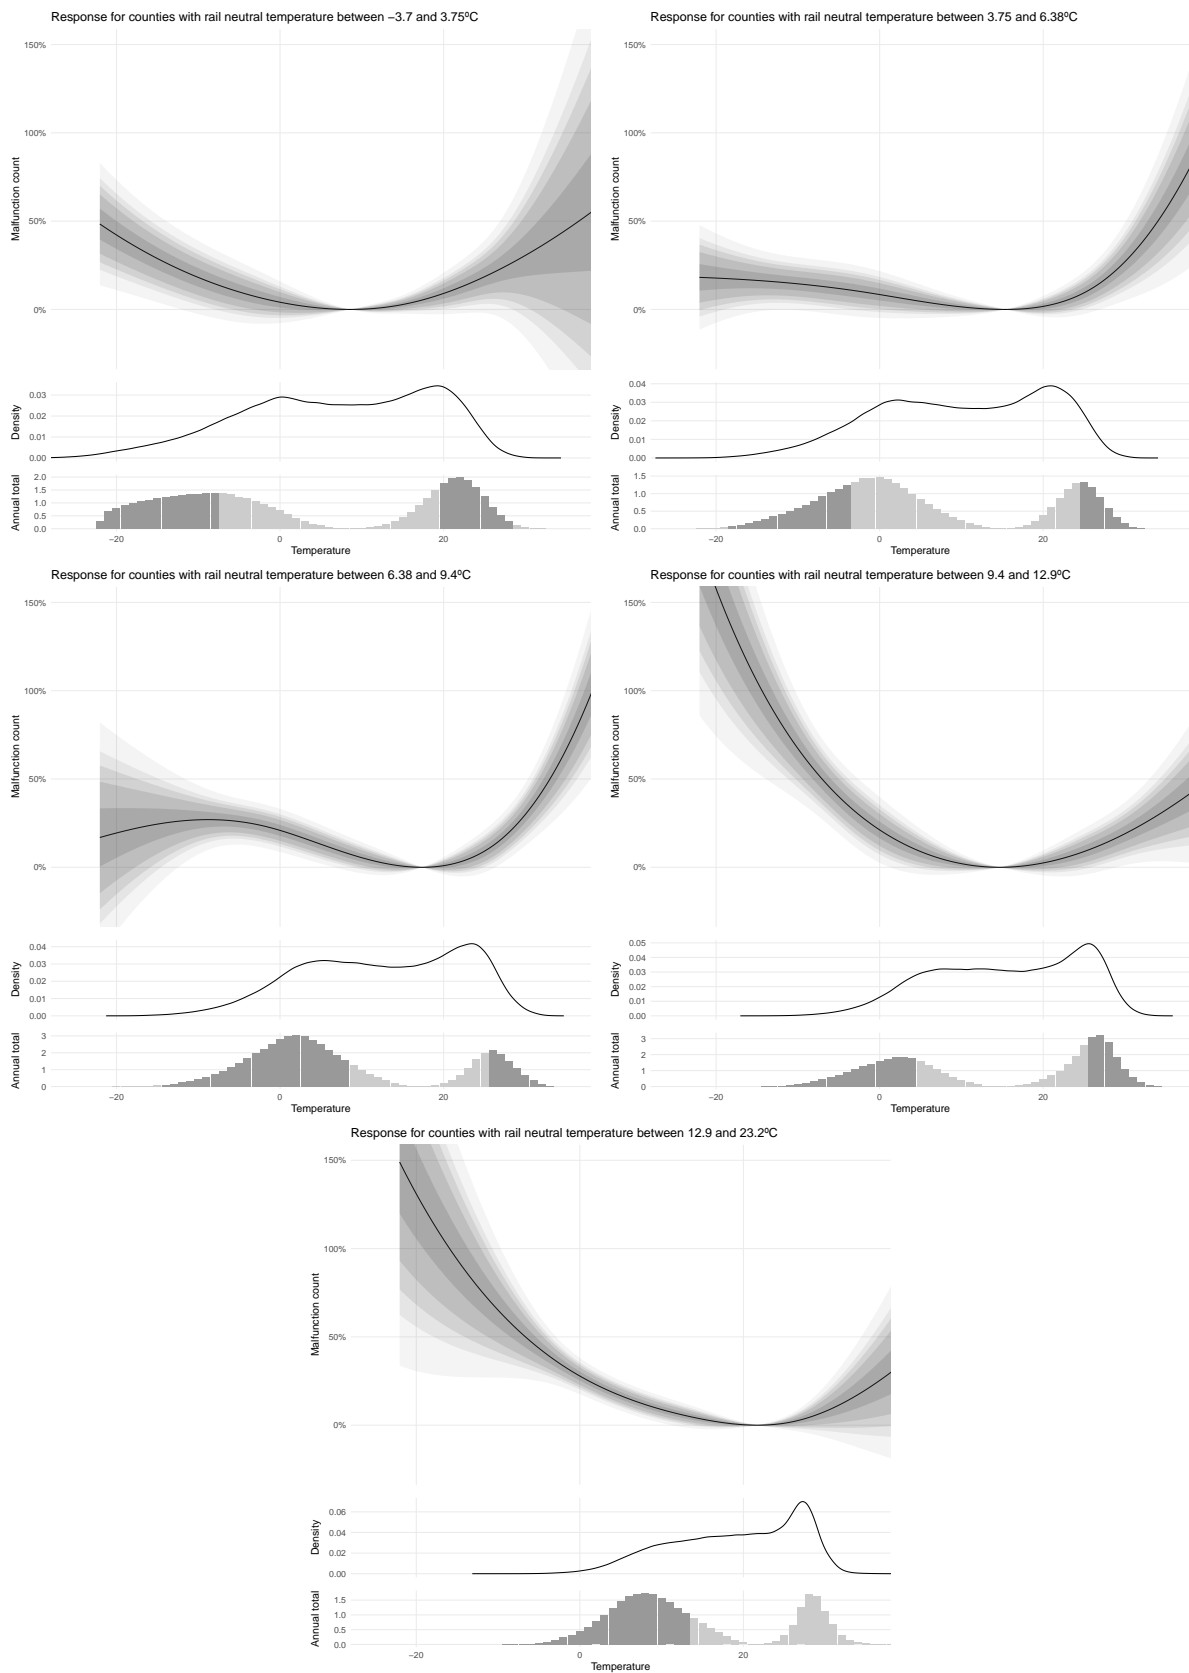 Response for counties with rail neutral temperature between −3.7 and 3.75ºC
150%
100%
50%
0%
Malfunction count
0.03
0.02
0.01
0.00
Density
2.0
1.5
1.0
0.5
0.0
Annual total
−20 0 20
Temperature
Response for counties with rail neutral temperature between 3.75 and 6.38ºC
150%
100%
50%
0%
Malfunction count
0.04
0.03
0.02
0.01
0.00
Density
1.5
1.0
0.5
0.0
Annual total
−20 0 20
Temperature
Response for counties with rail neutral temperature between 6.38 and 9.4ºC
150%
100%
50%
0%
Malfunction count
0.04
0.03
0.02
0.01
0.00
Density
3
2
1
0
Annual total
−20 0 20
Temperature
Response for counties with rail neutral temperature between 9.4 and 12.9ºC
150%
100%
50%
0%
Malfunction count
0.05
0.04
0.03
0.02
0.01
0.00
Density
3
2
1
0
Annual total
−20 0 20
Temperature
Response for counties with rail neutral temperature between 12.9 and 23.2ºC
150%
100%
50%
0%
Malfunction count
0.06
0.04
0.02
0.00
Density
1.5
1.0
0.5
0.0
Annual total
−20 0 20
Temperature